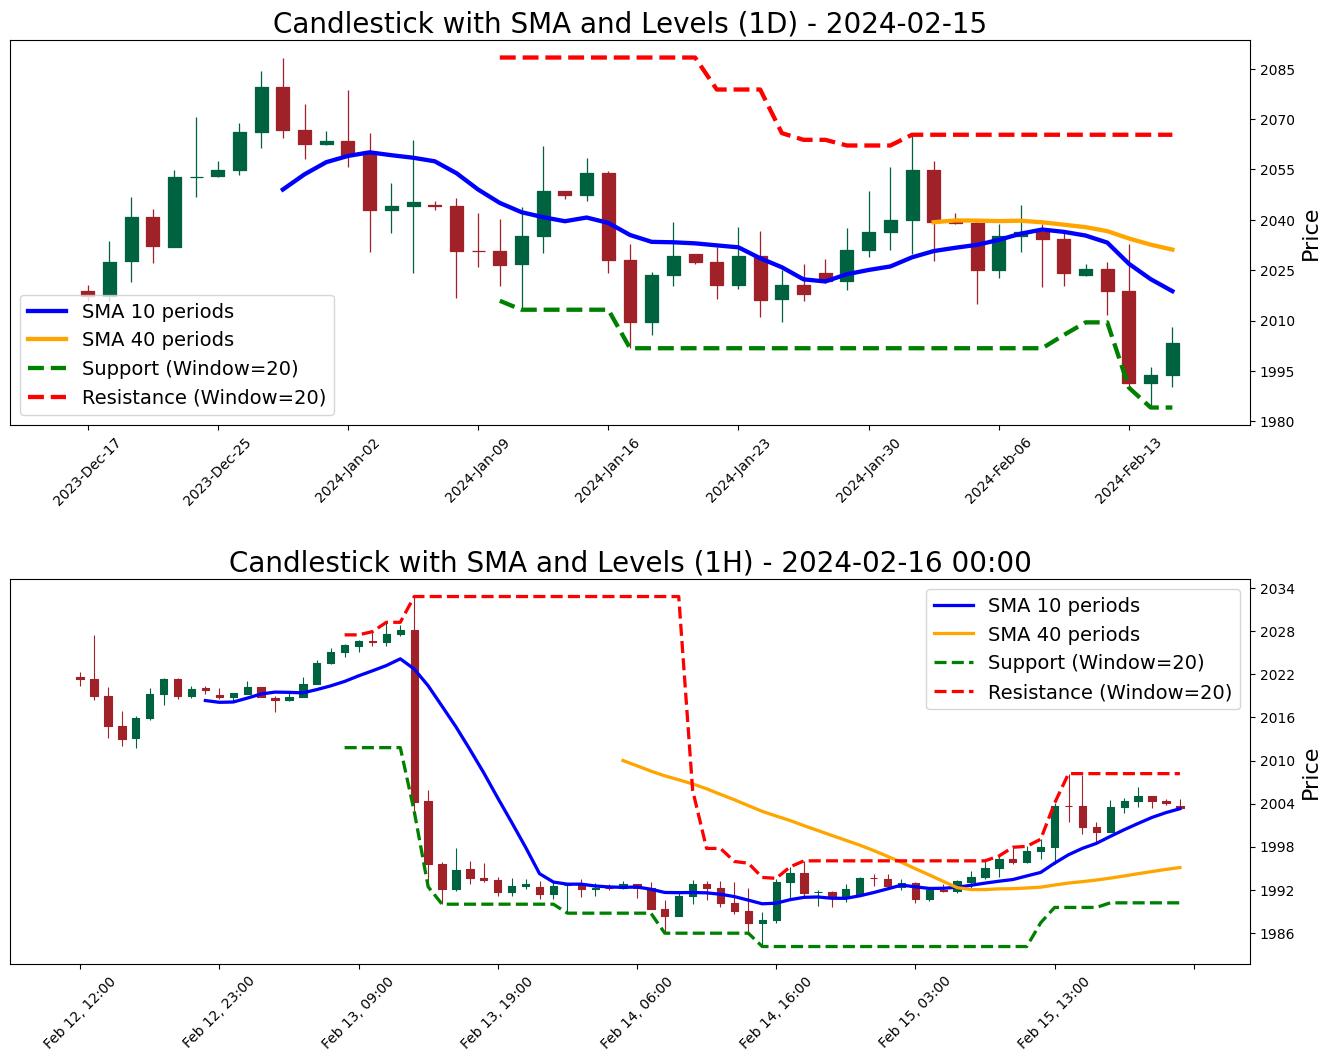 Candlestick with SMA and Levels (1D) - 2024-02-15
2085
2070
2055
2040
2025
2010
1995
1980
Price
SMA 10 periods
SMA 40 periods
Support (Window=20)
Resistance (Window=20)
2023-Dec-17
2023-Dec-25
2024-Jan-02
2024-Jan-09
2024-Jan-16
2024-Jan-23
2024-Jan-30
2024-Feb-06
2024-Feb-13
Candlestick with SMA and Levels (1H) - 2024-02-16 00:00
SMA 10 periods
SMA 40 periods
Support (Window=20)
Resistance (Window=20)
2034
2028
2022
2016
2010
2004
1998
1992
1986
Price
Feb 12, 12:00
Feb 12, 23:00
Feb 13, 09:00
Feb 13, 19:00
Feb 14, 06:00
Feb 14, 16:00
Feb 15, 03:00
Feb 15, 13:00